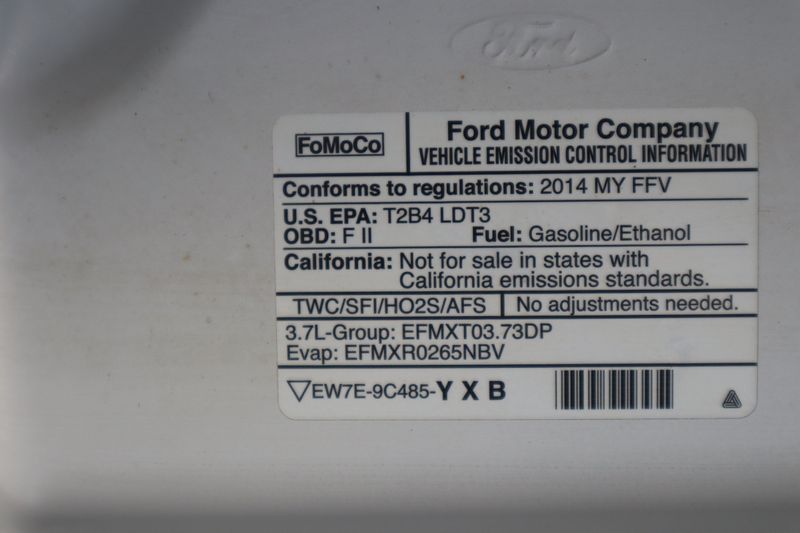 Ford
FoMoCo
Ford Motor Company
VEHICLE EMISSION CONTROL INFORMATION
Conforms to regulations: 2014 MY FFV
U.S. EPA: T2B4 LDT3
OBD: F II Fuel: Gasoline/Ethanol
California: Not for sale in states with
California emissions standards.
TWC/SFI/HO2S/AFS No adjustments needed.
3.7L-Group: EFMXT03.73DP
Evap: EFMXR0265NBV
EW7E-9C485-Y X B